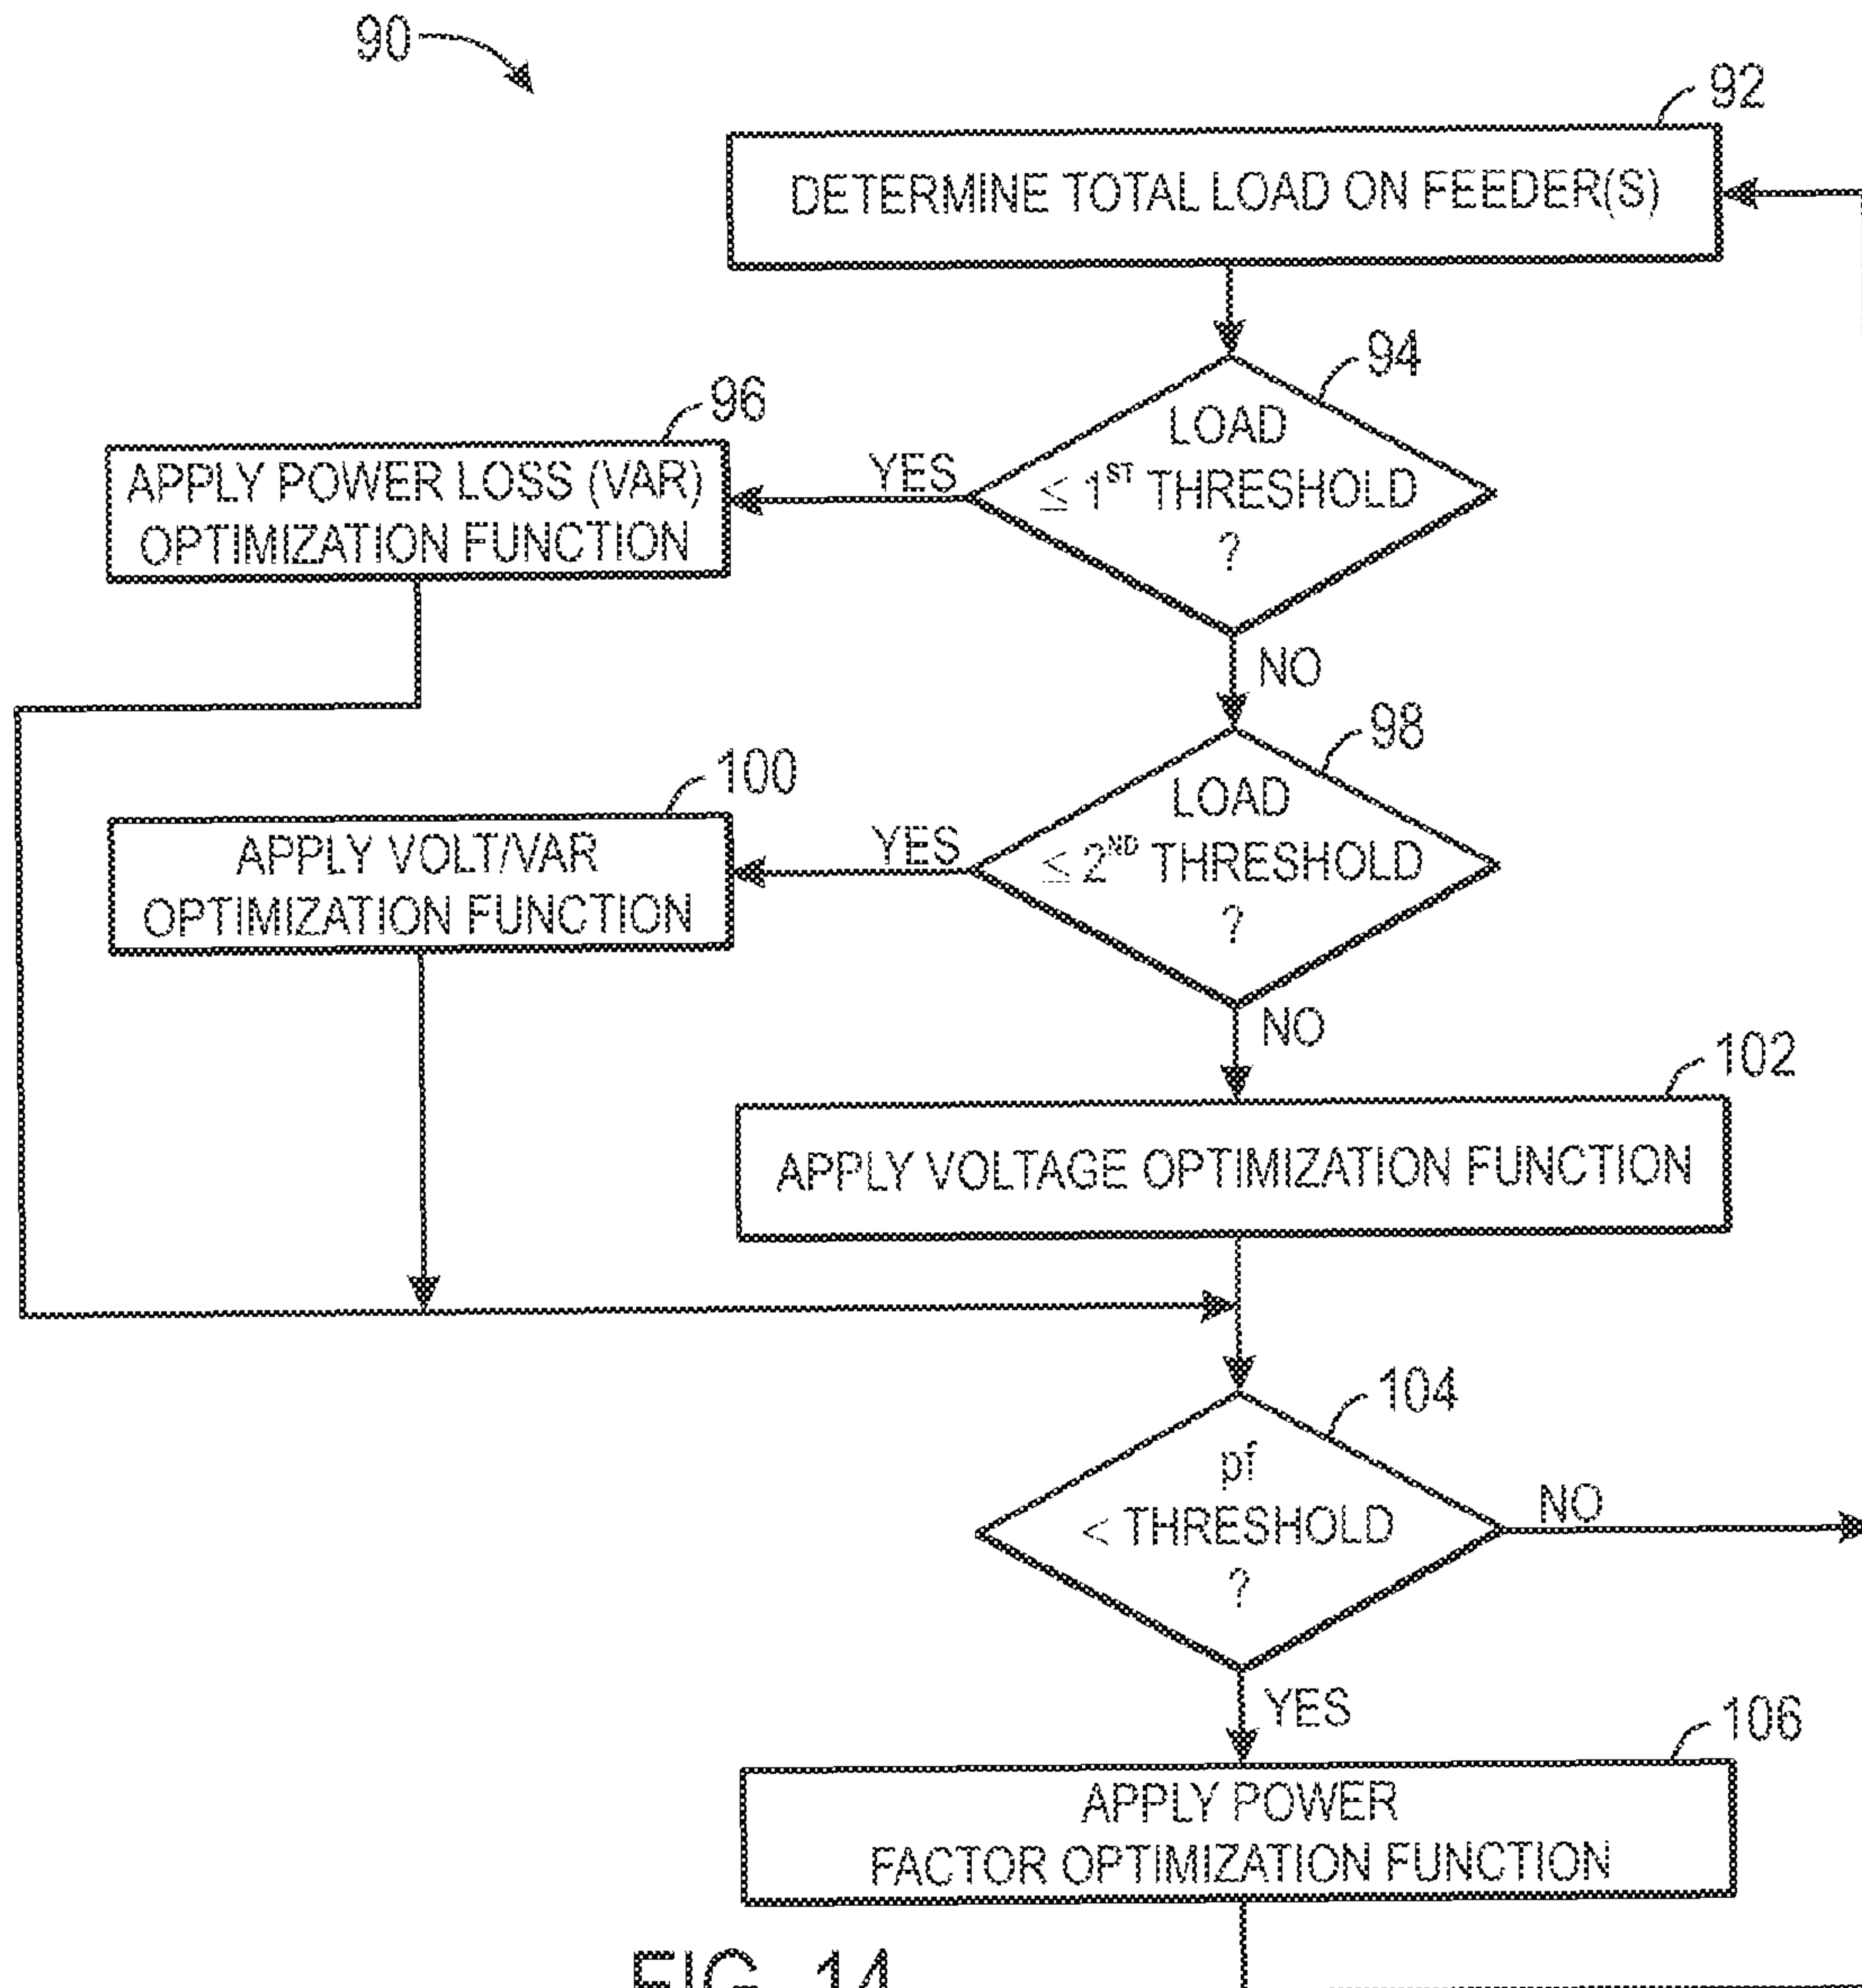 90
92
DETERMINE TOTAL LOAD ON FEEDER(S)
94
LOAD
≤ 1ST THRESHOLD
?
YES
96
APPLY POWER LOSS (VAR)
OPTIMIZATION FUNCTION
NO
98
LOAD
≤ 2ND THRESHOLD
?
YES
100
APPLY VOLT/VAR
OPTIMIZATION FUNCTION
NO
102
APPLY VOLTAGE OPTIMIZATION FUNCTION
104
pf
< THRESHOLD
?
NO
YES
106
APPLY POWER
FACTOR OPTIMIZATION FUNCTION
FIG. 14